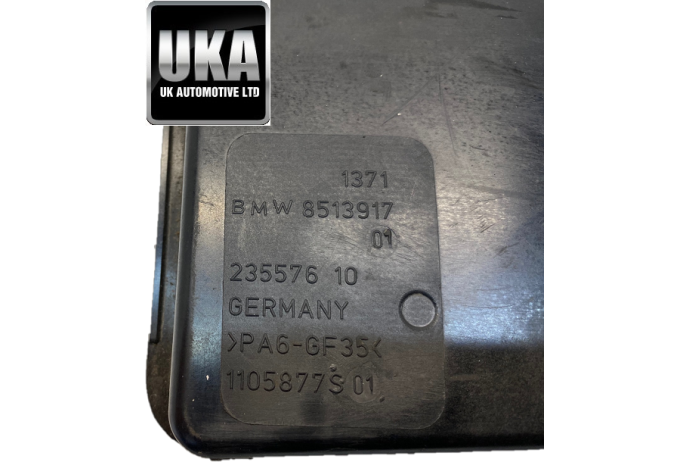 UKA
UK AUTOMOTIVE LTD
1371
BMW 8513917
01
235576 10
GERMANY
>PA6-GF35<
1105877S 01